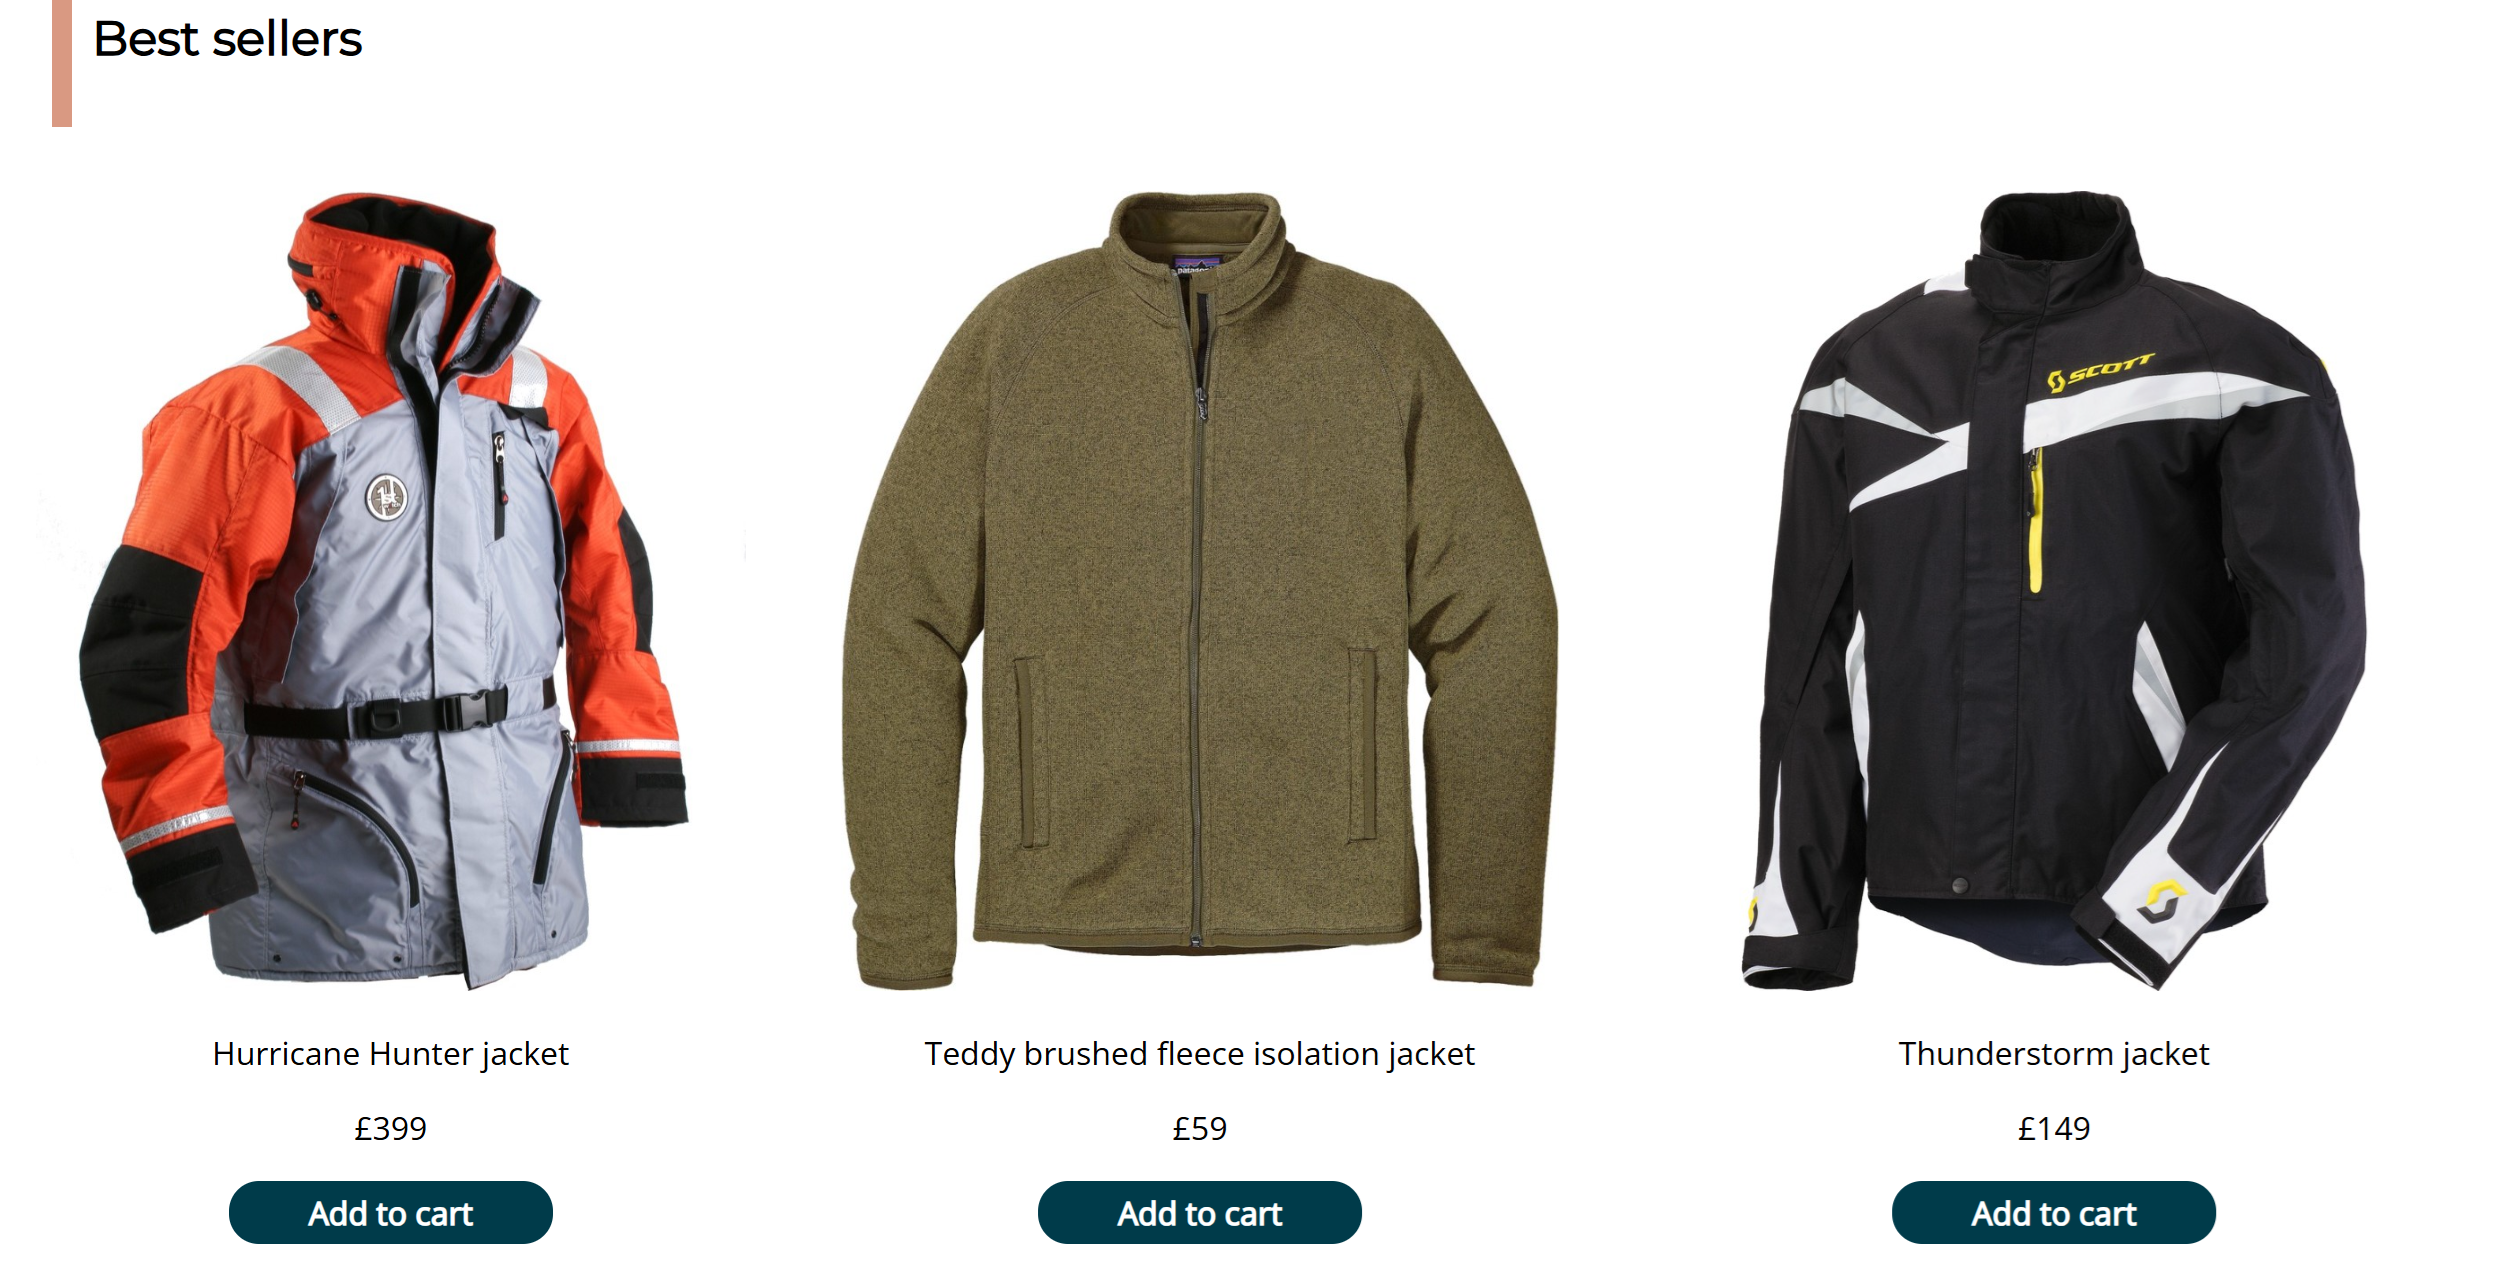 Best sellers
patagonia
SCOTT
Hurricane Hunter jacket
Teddy brushed fleece isolation jacket
Thunderstorm jacket
£399
£59
£149
Add to cart
Add to cart
Add to cart